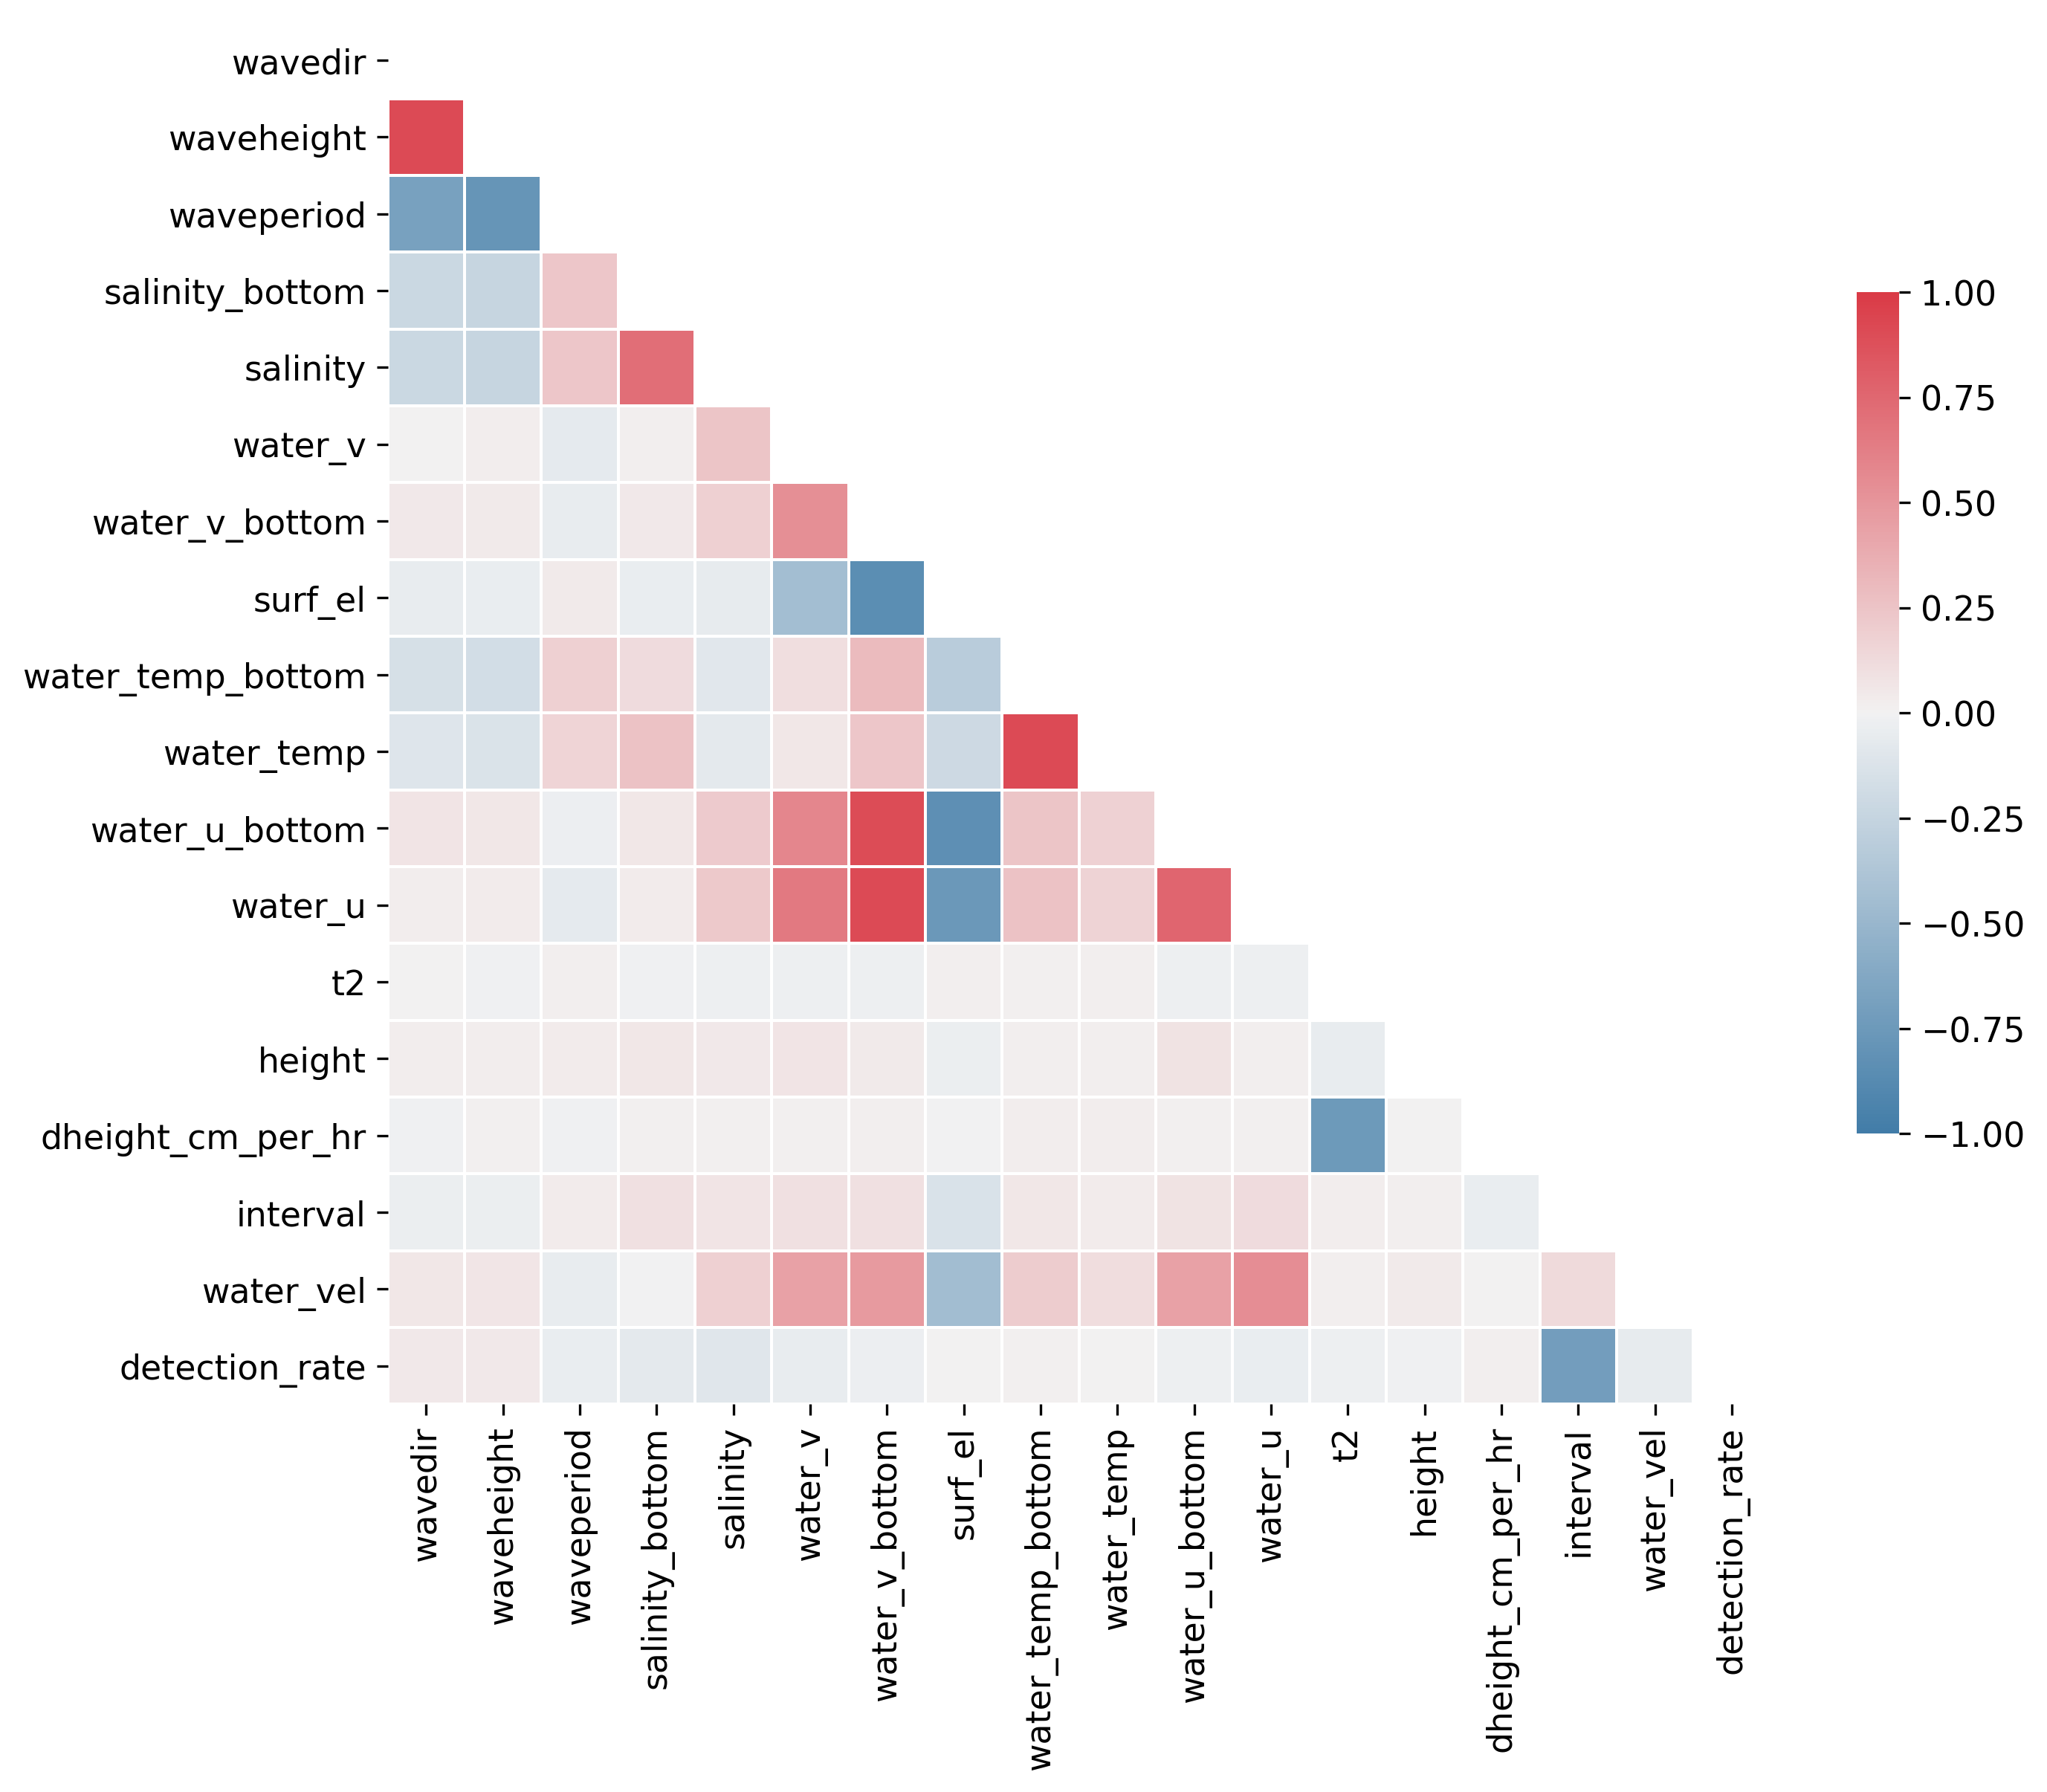 wavedir
waveheight
waveperiod
salinity_bottom
salinity
water_v
water_v_bottom
surf_el
water_temp_bottom
water_temp
water_u_bottom
water_u
t2
height
dheight_cm_per_hr
interval
water_vel
detection_rate
wavedir
waveheight
waveperiod
salinity_bottom
salinity
water_v
water_v_bottom
surf_el
water_temp_bottom
water_temp
water_u_bottom
water_u
t2
height
dheight_cm_per_hr
interval
water_vel
detection_rate
1.00
0.75
0.50
0.25
0.00
−0.25
−0.50
−0.75
−1.00